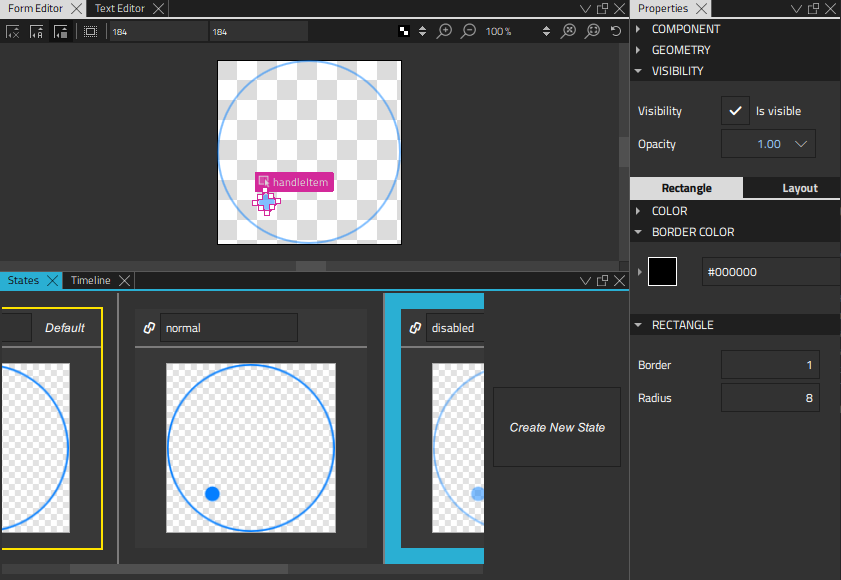 Form Editor
Text Editor
184
184
100 %
handleItem
States
Timeline
Default
normal
disabled
Create New State
Properties
COMPONENT
GEOMETRY
VISIBILITY
Visibility
Is visible
Opacity
1.00
Rectangle
Layout
COLOR
BORDER COLOR
#000000
RECTANGLE
Border
1
Radius
8